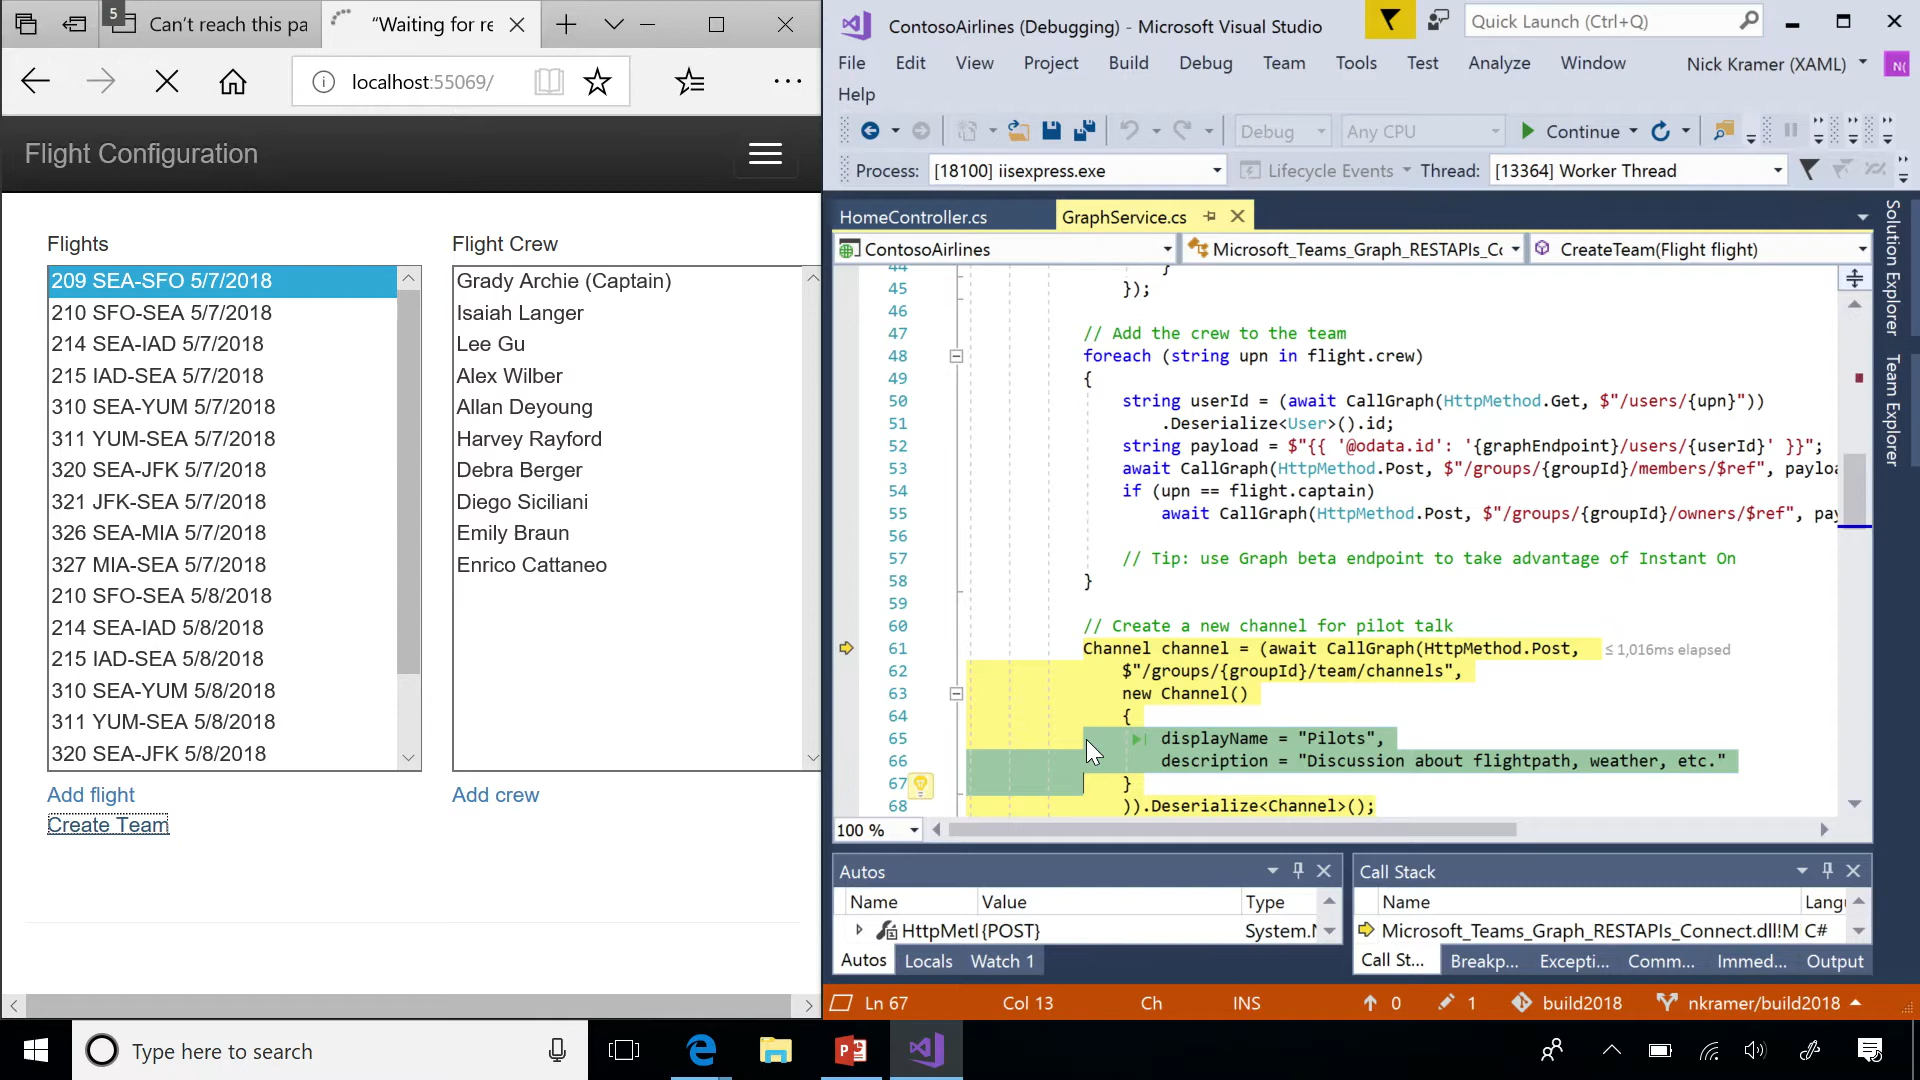 5
Can't reach this pa
"Waiting for re
localhost:55069/
Flight Configuration
Flights
209 SEA-SFO 5/7/2018
210 SFO-SEA 5/7/2018
214 SEA-IAD 5/7/2018
215 IAD-SEA 5/7/2018
310 SEA-YUM 5/7/2018
311 YUM-SEA 5/7/2018
320 SEA-JFK 5/7/2018
321 JFK-SEA 5/7/2018
326 SEA-MIA 5/7/2018
327 MIA-SEA 5/7/2018
210 SFO-SEA 5/8/2018
214 SEA-IAD 5/8/2018
215 IAD-SEA 5/8/2018
310 SEA-YUM 5/8/2018
311 YUM-SEA 5/8/2018
320 SEA-JFK 5/8/2018
Add flight
Create Team
Flight Crew
Grady Archie (Captain)
Isaiah Langer
Lee Gu
Alex Wilber
Allan Deyoung
Harvey Rayford
Debra Berger
Diego Siciliani
Emily Braun
Enrico Cattaneo
Add crew
ContosoAirlines (Debugging) - Microsoft Visual Studio
Quick Launch (Ctrl+Q)
File Edit View Project Build Debug Team Tools Test Analyze Window Nick Kramer (XAML) N(
Help
Debug Any CPU Continue
Process: [18100] iisexpress.exe Lifecycle Events Thread: [13364] Worker Thread
HomeController.cs GraphService.cs
ContosoAirlines Microsoft_Teams_Graph_RESTAPIs_Cc CreateTeam(Flight flight)
Solution Explorer
Team Explorer
44 }
45 });
46
47 // Add the crew to the team
48 foreach (string upn in flight.crew)
49 {
50 string userId = (await CallGraph(HttpMethod.Get, $"/users/{upn}"))
51 .Deserialize<User>().id;
52 string payload = $"{{ '@odata.id': '{graphEndpoint}/users/{userId}' }}";
53 await CallGraph(HttpMethod.Post, $"/groups/{groupId}/members/$ref", payloa
54 if (upn == flight.captain)
55 await CallGraph(HttpMethod.Post, $"/groups/{groupId}/owners/$ref", pay
56
57 // Tip: use Graph beta endpoint to take advantage of Instant On
58 }
59
60 // Create a new channel for pilot talk
61 Channel channel = (await CallGraph(HttpMethod.Post, ≤ 1,016ms elapsed
62 $"/groups/{groupId}/team/channels",
63 new Channel()
64 {
65 displayName = "Pilots",
66 description = "Discussion about flightpath, weather, etc."
67 }
68 )).Deserialize<Channel>();
100 %
Autos
Name Value Type
HttpMetl {POST} System.N
Autos Locals Watch 1
Call Stack
Name Langu
Microsoft_Teams_Graph_RESTAPIs_Connect.dll!M C#
Call St... Breakp... Excepti... Comm... Immed... Output
Ln 67 Col 13 Ch INS 0 1 build2018 nkramer/build2018
Type here to search